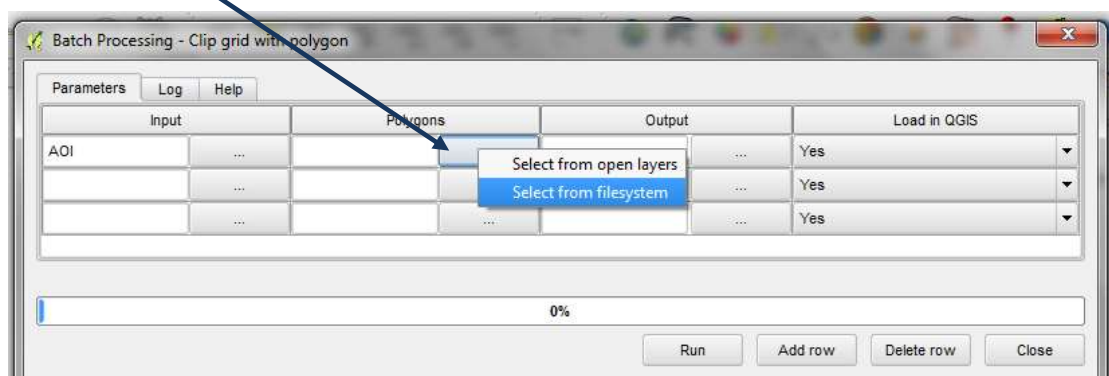 Batch Processing - Clip grid with polygon
Parameters Log Help
Input Polygons Output Load in QGIS
AOI ... ... Yes
Select from open layers
... ... Yes
Select from filesystem
... ... ... Yes
0%
Run Add row Delete row Close